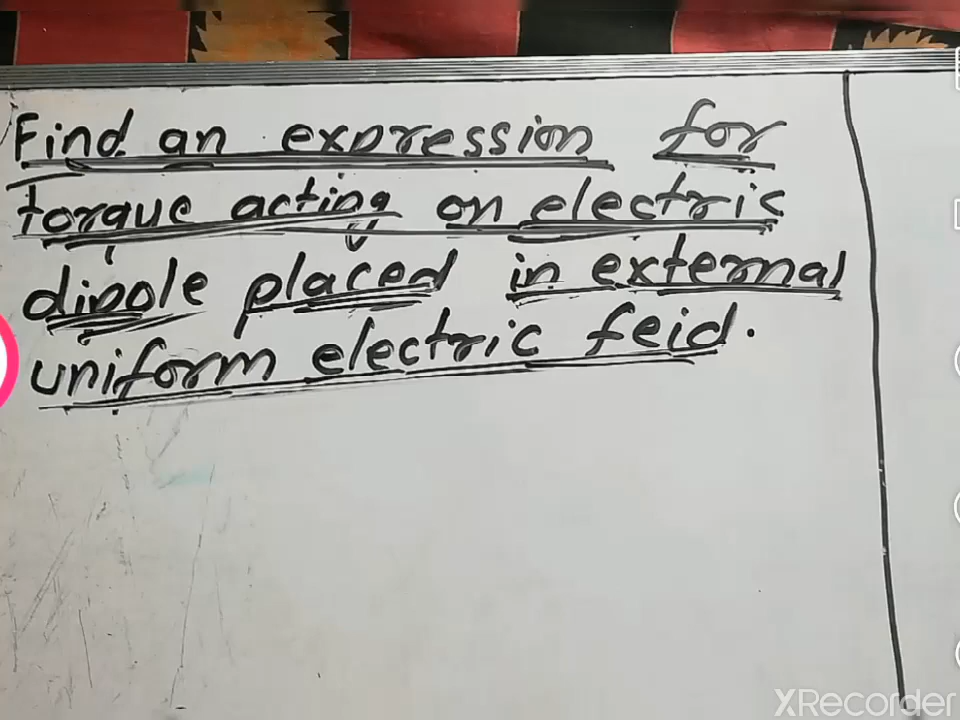 Find an expression for
torque acting on electric
dipole placed in external
uniform electric feid.
XRecorder